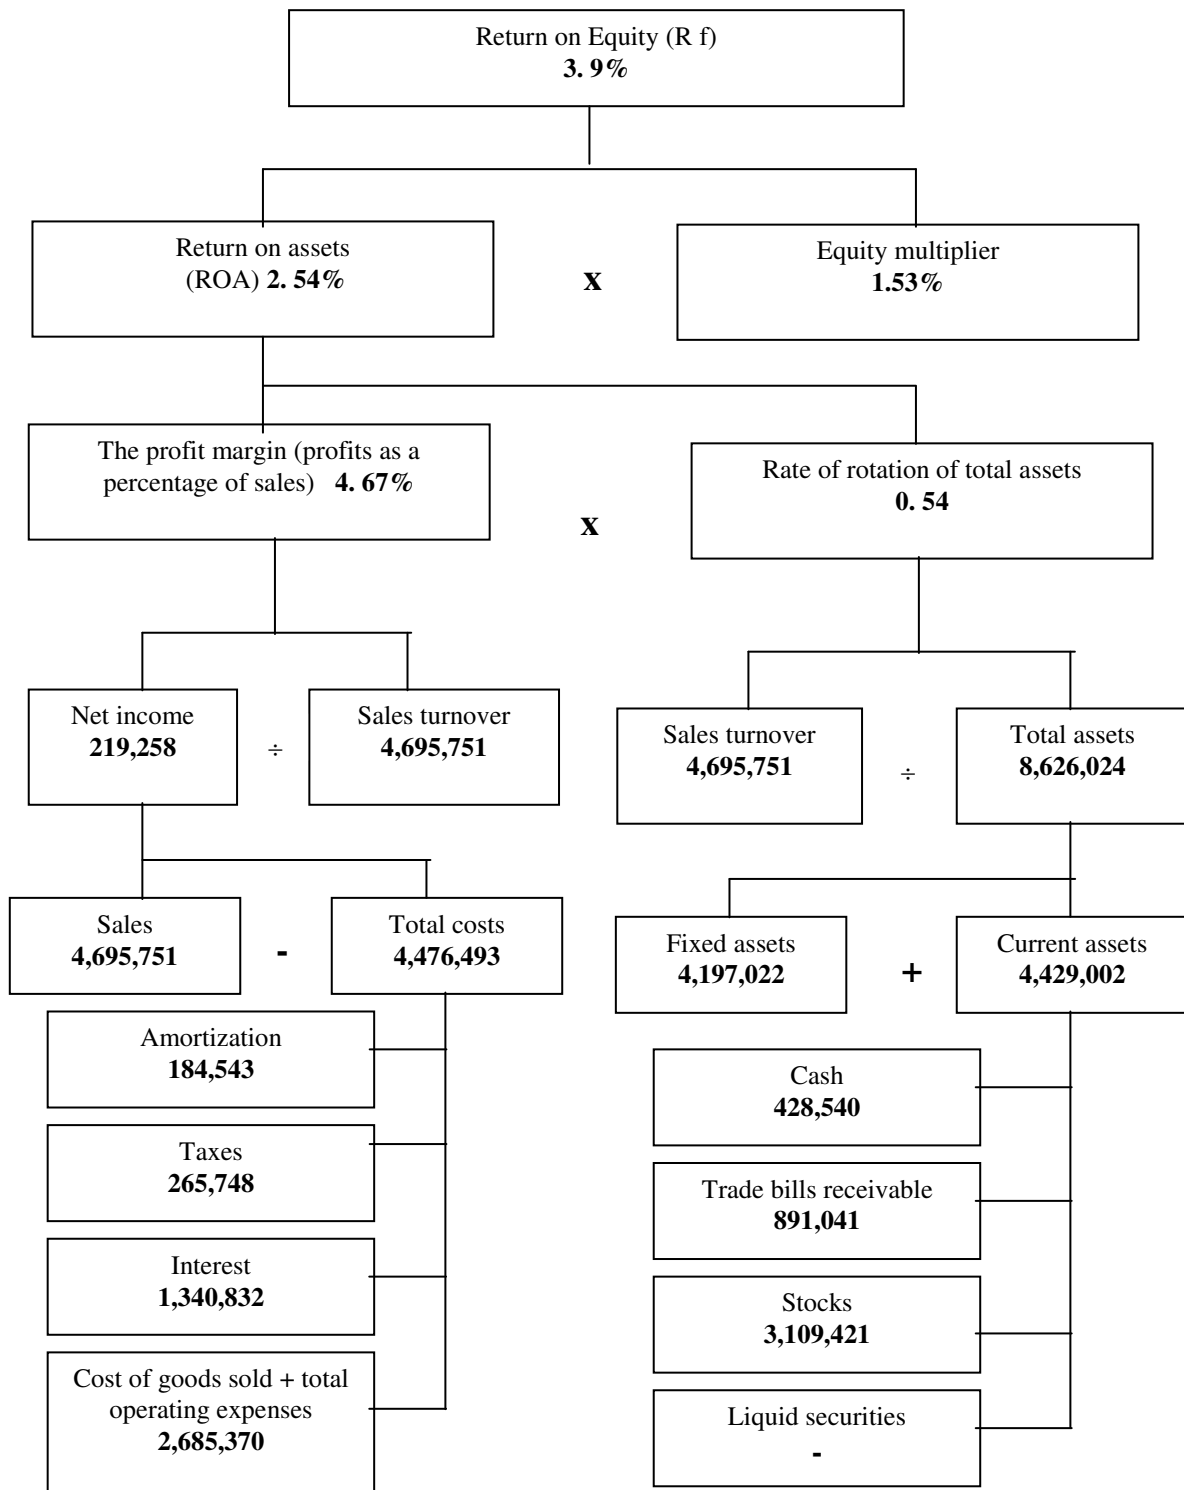 Return on Equity (R f)
3. 9%
Return on assets
(ROA) 2. 54%
x
Equity multiplier
1.53%
The profit margin (profits as a
percentage of sales) 4. 67%
x
Rate of rotation of total assets
0. 54
Net income
219,258
÷
Sales turnover
4,695,751
Sales turnover
4,695,751
÷
Total assets
8,626,024
Sales
4,695,751
-
Total costs
4,476,493
Fixed assets
4,197,022
+
Current assets
4,429,002
Amortization
184,543
Taxes
265,748
Interest
1,340,832
Cost of goods sold + total
operating expenses
2,685,370
Cash
428,540
Trade bills receivable
891,041
Stocks
3,109,421
Liquid securities
-